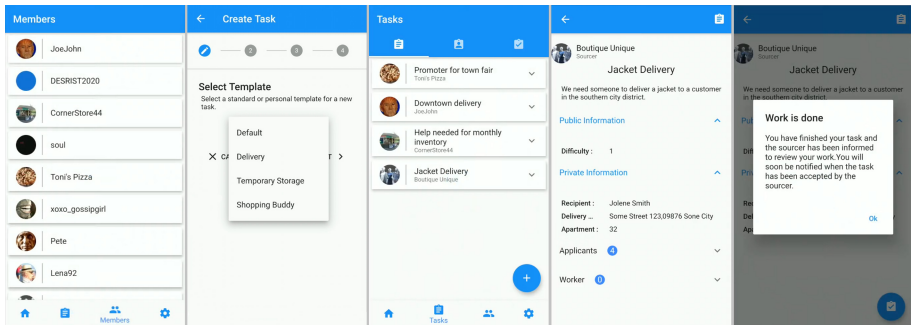 Members
JoeJohn
DESRIST2020
CornerStore44
soul
Toni's Pizza
xoxo_gossipgirl
Pete
Lena92
Members
Create Task
2
3
4
Select Template
Select a standard or personal template for a new
task.
Default
Delivery
Temporary Storage
Shopping Buddy
CA
T
Tasks
Promoter for town fair
Toni's Pizza
Downtown delivery
JoeJohn
Help needed for monthly
inventory
CornerStore44
Jacket Delivery
Boutique Unique
Tasks
Boutique Unique
Sourcer
Jacket Delivery
We need someone to deliver a jacket to a customer
in the southern city district.
Public Information
Difficulty : 1
Private Information
Recipient : Jolene Smith
Delivery ... Some Street 123,09876 Sone City
Apartment : 32
Applicants 4
Worker 0
Boutique Unique
Sourcer
Jacket Delivery
We need someone to deliver a jacket to a customer
in the southern city district.
Work is done
You have finished your task and
the sourcer has been informed
to review your work.You will
soon be notified when the task
has been accepted by the
sourcer.
Ok